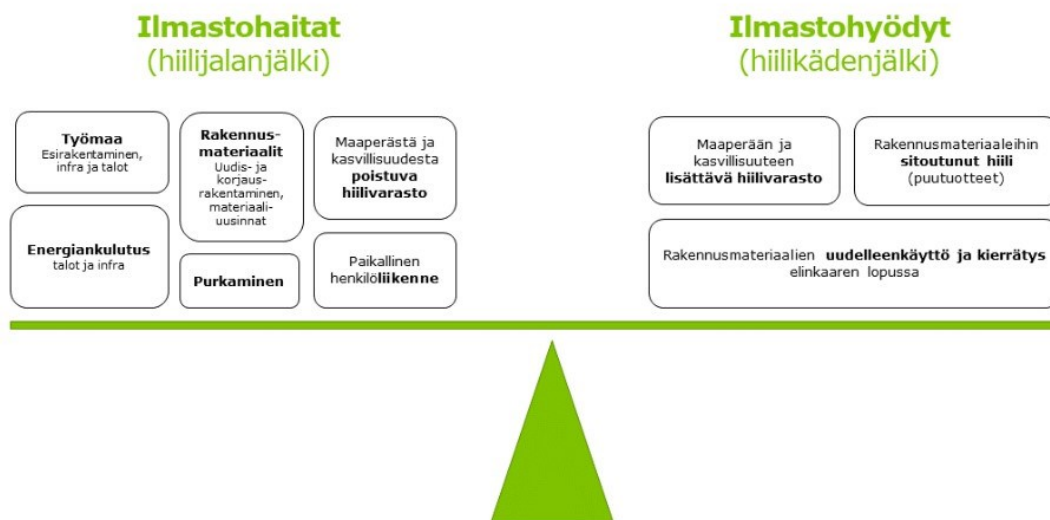 Ilmastohaitat
(hiilijalanjälki)
Työmaa
Esirakentaminen,
infra ja talot
Energiankulutus
talot ja infra
Rakennus-
materiaalit
Uudis- ja
korjaus-
rakentaminen,
materiaali-
uusinnat
Purkaminen
Maaperästä ja
kasvillisuudesta
poistuva
hiilivarasto
Paikallinen
henkilöliikenne
Ilmastohyödyt
(hiilikädenjälki)
Maaperään ja
kasvillisuuteen
lisättävä hiilivarasto
Rakennusmateriaaleihin
sitoutunut hiili
(puutuotteet)
Rakennusmateriaalien uudelleenkäyttö ja kierrätys
elinkaaren lopussa